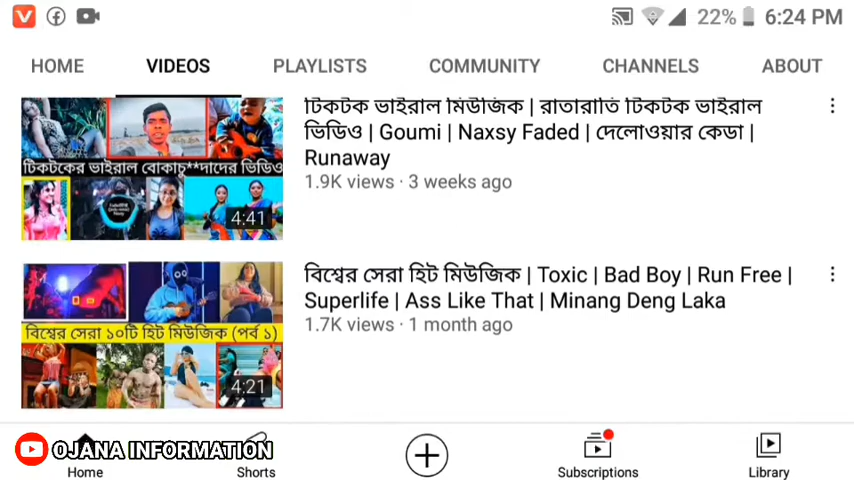 22% 6:24 PM
HOME VIDEOS PLAYLISTS COMMUNITY CHANNELS ABOUT
টিকটক ভাইরাল মিউজিক | রাতারাতি টিকটক ভাইরাল
ভিডিও | Goumi | Naxsy Faded | দেলোওয়ার কেডা |
Runaway
1.9K views · 3 weeks ago
টিকটকের ভাইরাল বোকাচু**দাদের ভিডিও
4:41
বিশ্বের সেরা হিট মিউজিক | Toxic | Bad Boy | Run Free |
Superlife | Ass Like That | Minang Deng Laka
1.7K views · 1 month ago
বিশ্বের সেরা ১০টি হিট মিউজিক (পর্ব ১)
4:21
OJANA INFORMATION
Home Shorts Subscriptions Library